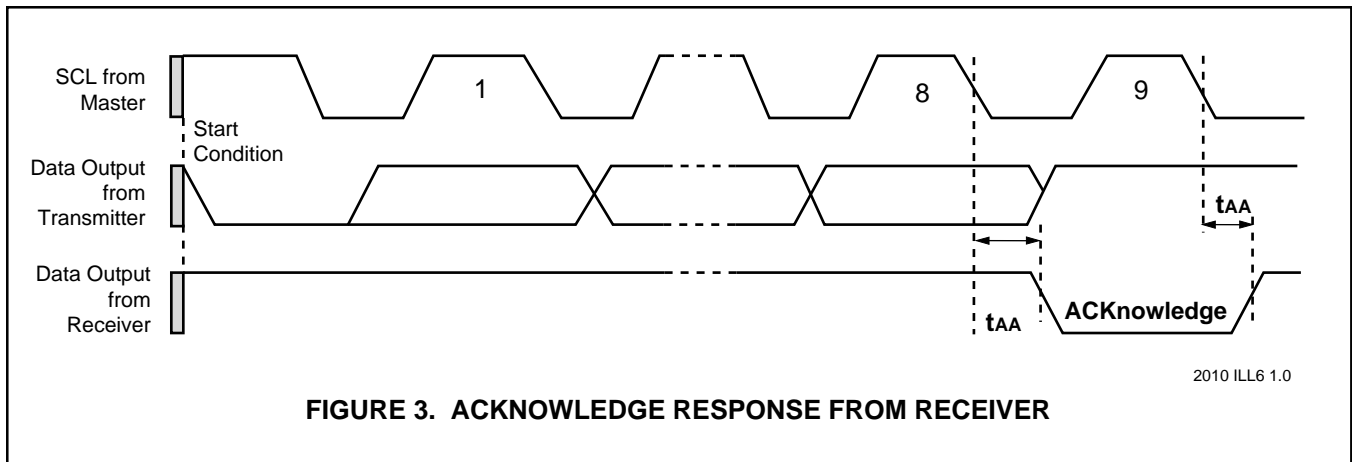 SCL from
Master
1
8
9
Start
Condition
Data Output
from
Transmitter
tAA
Data Output
from
Receiver
tAA
ACKnowledge
2010 ILL6 1.0
FIGURE 3. ACKNOWLEDGE RESPONSE FROM RECEIVER